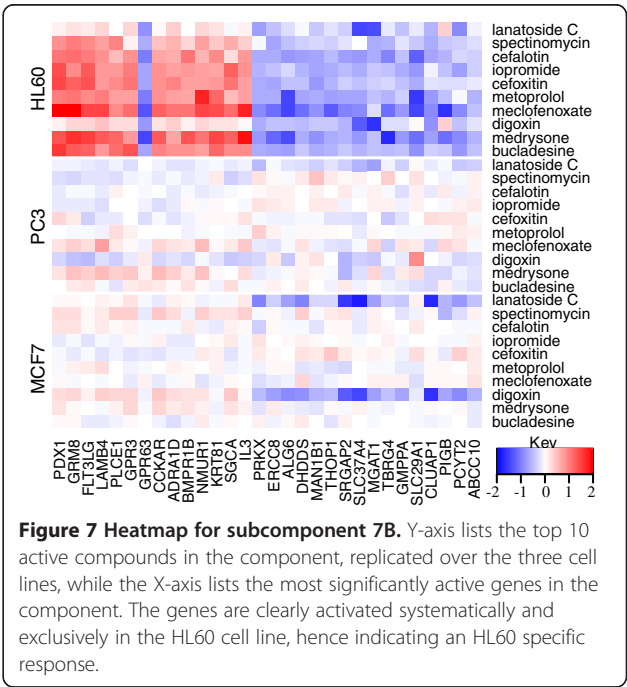 HL60
lanatoside C
spectinomycin
cefalotin
iopromide
cefoxitin
metoprolol
meclofenoxate
digoxin
medrysone
bucladesine
PC3
lanatoside C
spectinomycin
cefalotin
iopromide
cefoxitin
metoprolol
meclofenoxate
digoxin
medrysone
bucladesine
MCF7
lanatoside C
spectinomycin
cefalotin
iopromide
cefoxitin
metoprolol
meclofenoxate
digoxin
medrysone
bucladesine
PDX1
GRM8
FLT3LG
LAMB4
PLCE1
GPR3
GPR63
CCKAR
ADRA1D
BMPR1B
NMUR1
KRT81
SGCA
IL3
PRKX
ERCC8
ALG6
DHDDS
MAN1B1
THOP1
SRGAP2
SLC37A4
MGAT1
TBRG4
GMPPA
SLC29A1
CLUAP1
PIGB
PCYT2
ABCC10
Key
-2 -1 0 1 2
Figure 7 Heatmap for subcomponent 7B. Y-axis lists the top 10
active compounds in the component, replicated over the three cell
lines, while the X-axis lists the most significantly active genes in the
component. The genes are clearly activated systematically and
exclusively in the HL60 cell line, hence indicating an HL60 specific
response.